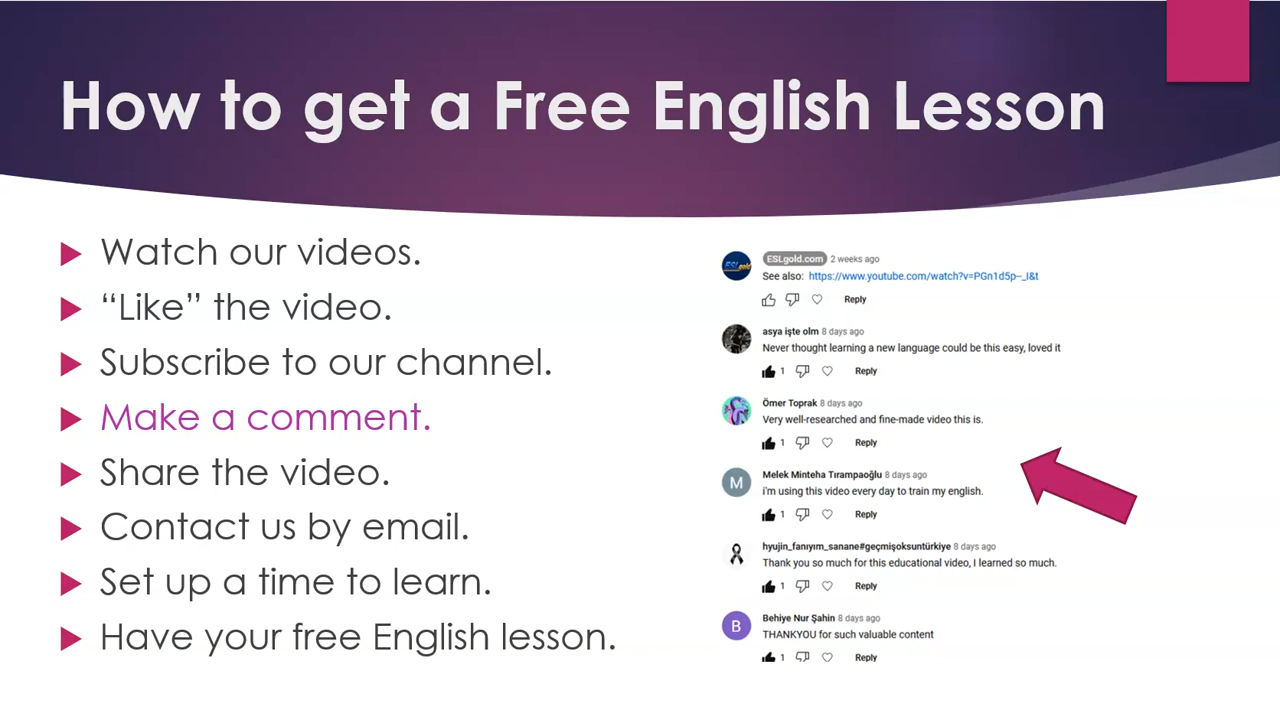 How to get a Free English Lesson
Watch our videos.
“Like” the video.
Subscribe to our channel.
Make a comment.
Share the video.
Contact us by email.
Set up a time to learn.
Have your free English lesson.
ESLgold
ESLgold.com 2 weeks ago
See also: https://www.youtube.com/watch?v=PGn1d5p--_I&t
Reply
asya işte olm 8 days ago
Never thought learning a new language could be this easy, loved it
1 Reply
Ömer Toprak 8 days ago
Very well-researched and fine-made video this is.
1 Reply
M
Melek Minteha Tırampaoğlu 8 days ago
i'm using this video every day to train my english.
1 Reply
hyujin_fanıyım_sanane#geçmişoksuntürkiye 8 days ago
Thank you so much for this educational video, I learned so much.
1 Reply
B
Behiye Nur Şahin 8 days ago
THANKYOU for such valuable content
1 Reply